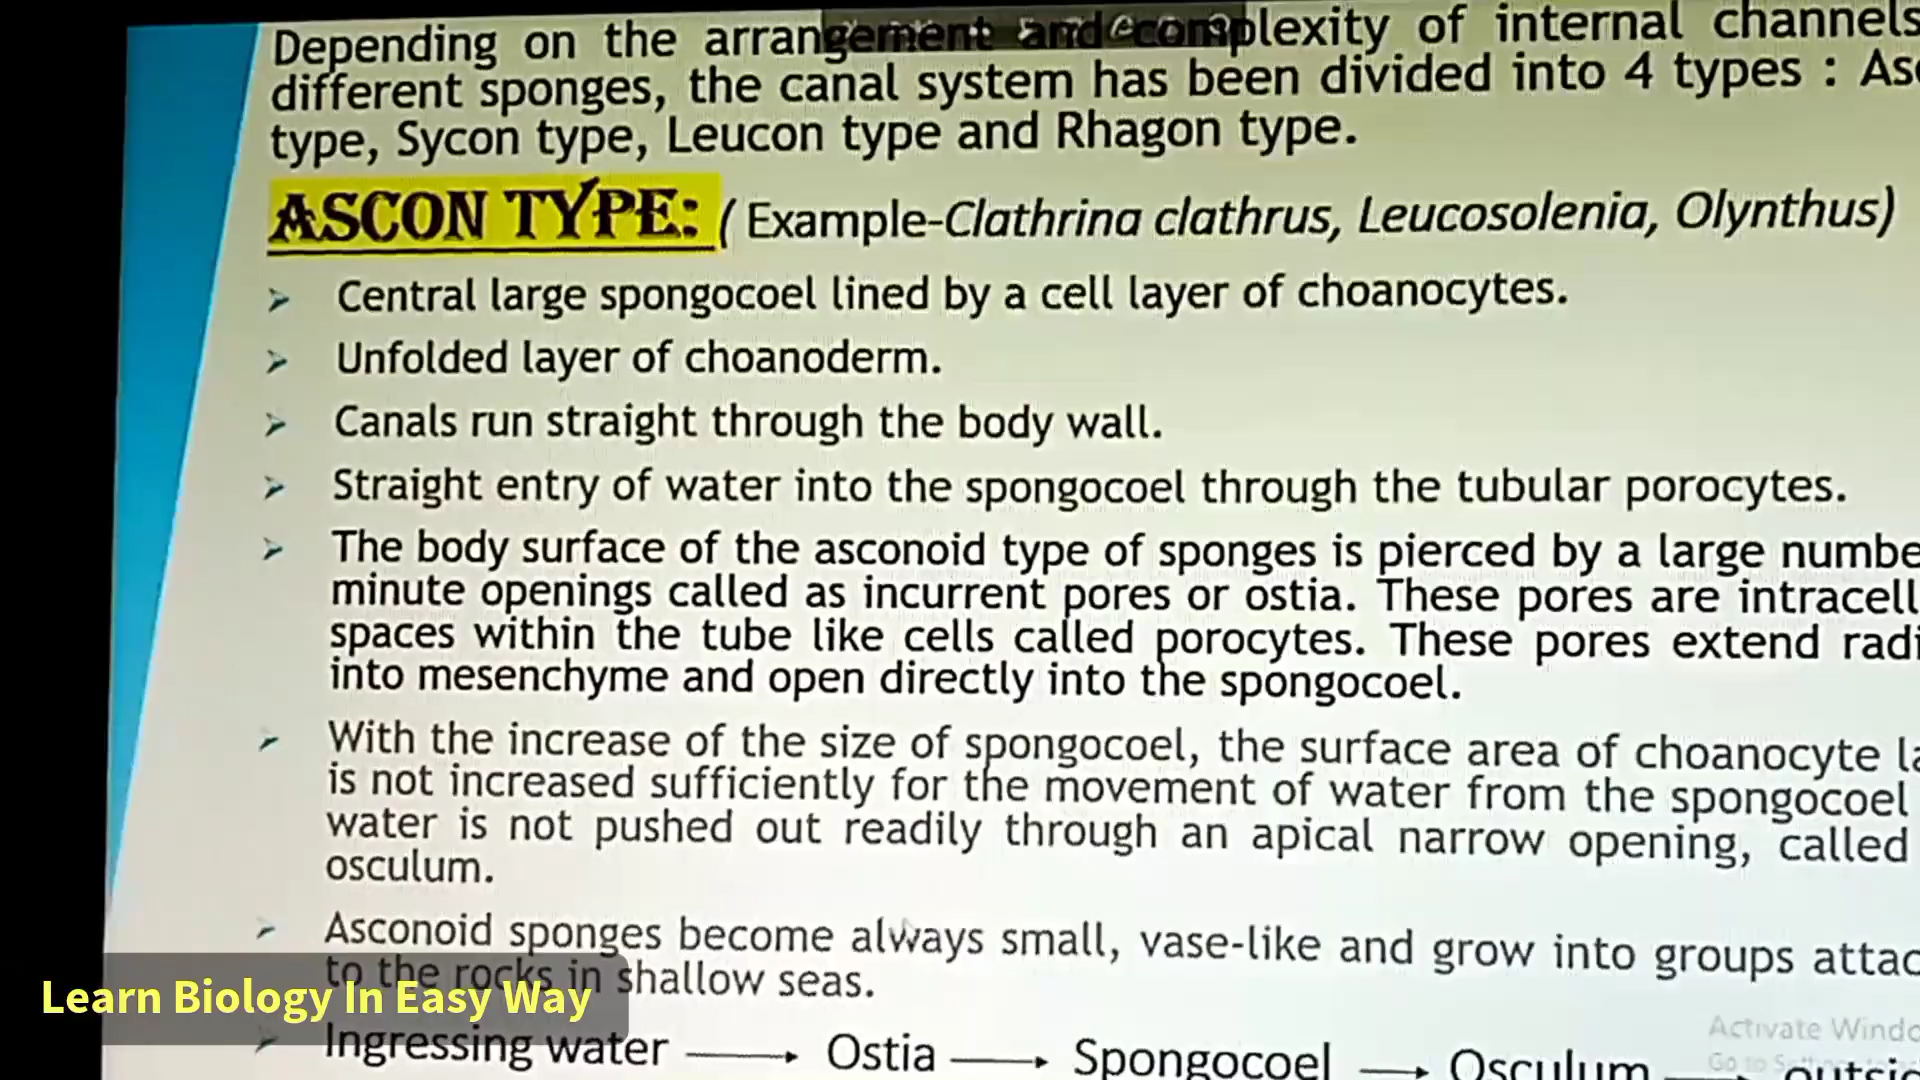 Depending on the arrangement and complexity of internal channels
different sponges, the canal system has been divided into 4 types :
type, Sycon type, Leucon type and Rhagon type.
ASCON TYPE: ( Example-Clathrina clathrus, Leucosolenia, Olynthus)
➢ Central large spongocoel lined by a cell layer of choanocytes.
➢ Unfolded layer of choanoderm.
➢ Canals run straight through the body wall.
➢ Straight entry of water into the spongocoel through the tubular porocytes.
➢ The body surface of the asconoid type of sponges is pierced by a large
minute openings called as incurrent pores or ostia. These pores are
spaces within the tube like cells called porocytes. These pores extend
into mesenchyme and open directly into the spongocoel.
➢ With the increase of the size of spongocoel, the surface area of choanocyte
is not increased sufficiently for the movement of water from the spongocoel
water is not pushed out readily through an apical narrow opening, called
osculum.
➢ Asconoid sponges become always small, vase-like and grow into groups
to the rocks in shallow seas.
Learn Biology In Easy Way
➢ Ingressing water → Ostia → Spongocoel → Osculum →
Activate
Go to